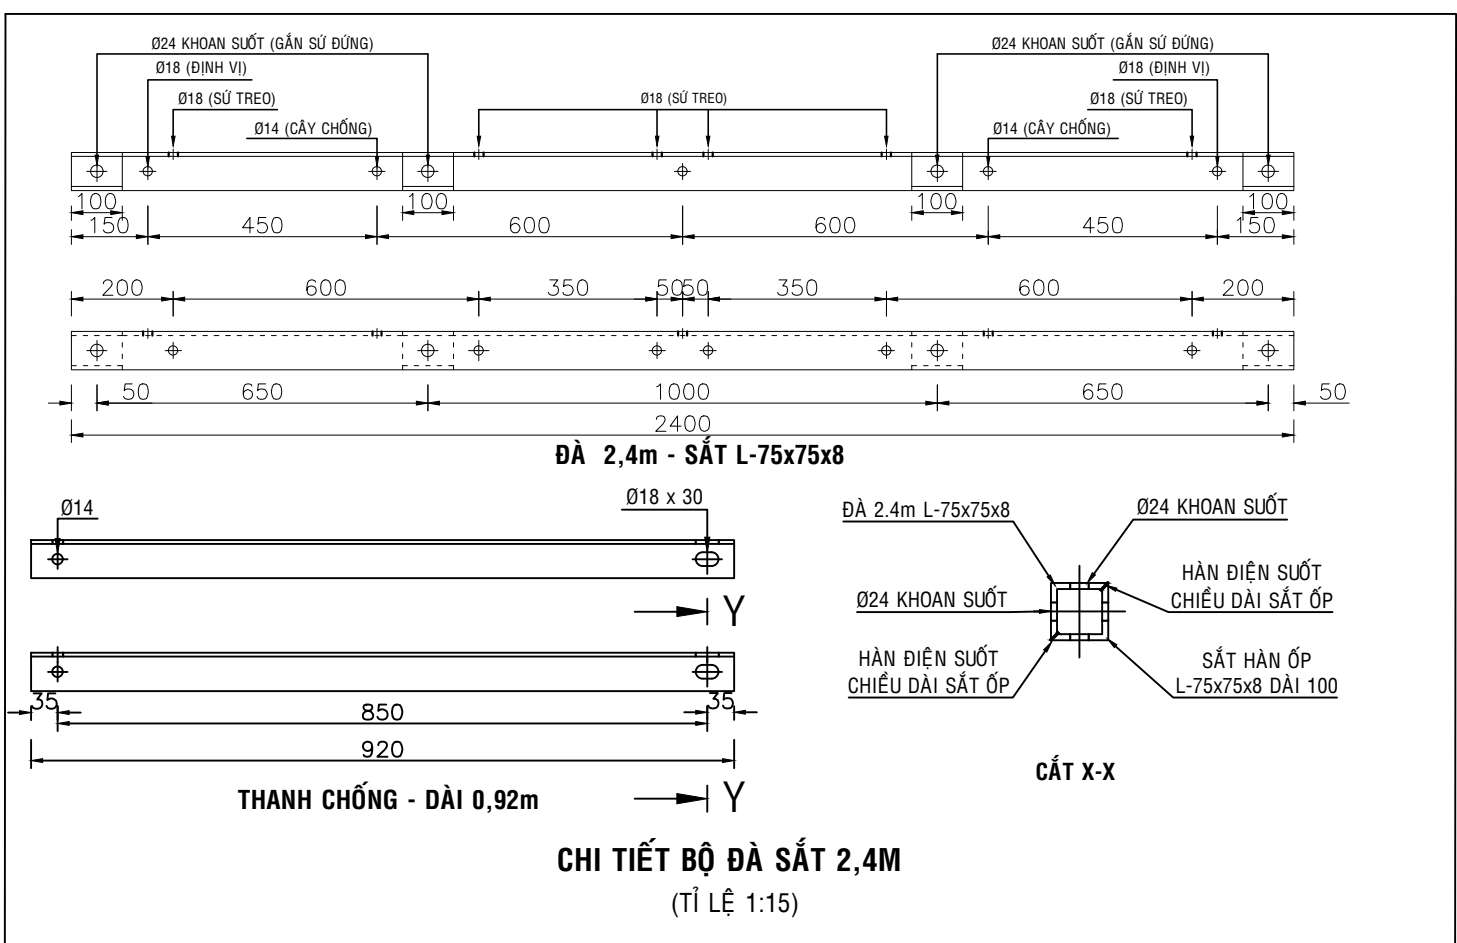 Ø24 KHOAN SUỐT (GẮN SỨ ĐỨNG)
Ø24 KHOAN SUỐT (GẮN SỨ ĐỨNG)
Ø18 (ĐỊNH VỊ)
Ø18 (ĐỊNH VỊ)
Ø18 (SỨ TREO)
Ø18 (SỨ TREO)
Ø18 (SỨ TREO)
Ø14 (CÂY CHỐNG)
Ø14 (CÂY CHỐNG)
100 100 100 100
150 450 600 600 450 150
200 600 350 50 50 350 600 200
50 650 1000 650 50
2400
ĐÀ 2,4m - SẮT L-75x75x8
Ø14
Ø18 x 30
Y
35 850 35
920
THANH CHỐNG - DÀI 0,92m
Y
ĐÀ 2.4m L-75x75x8
Ø24 KHOAN SUỐT
Ø24 KHOAN SUỐT
HÀN ĐIỆN SUỐT
CHIỀU DÀI SẮT ỐP
HÀN ĐIỆN SUỐT
CHIỀU DÀI SẮT ỐP
SẮT HÀN ỐP
L-75x75x8 DÀI 100
CẮT X-X
CHI TIẾT BỘ ĐÀ SẮT 2,4M
(TỈ LỆ 1:15)